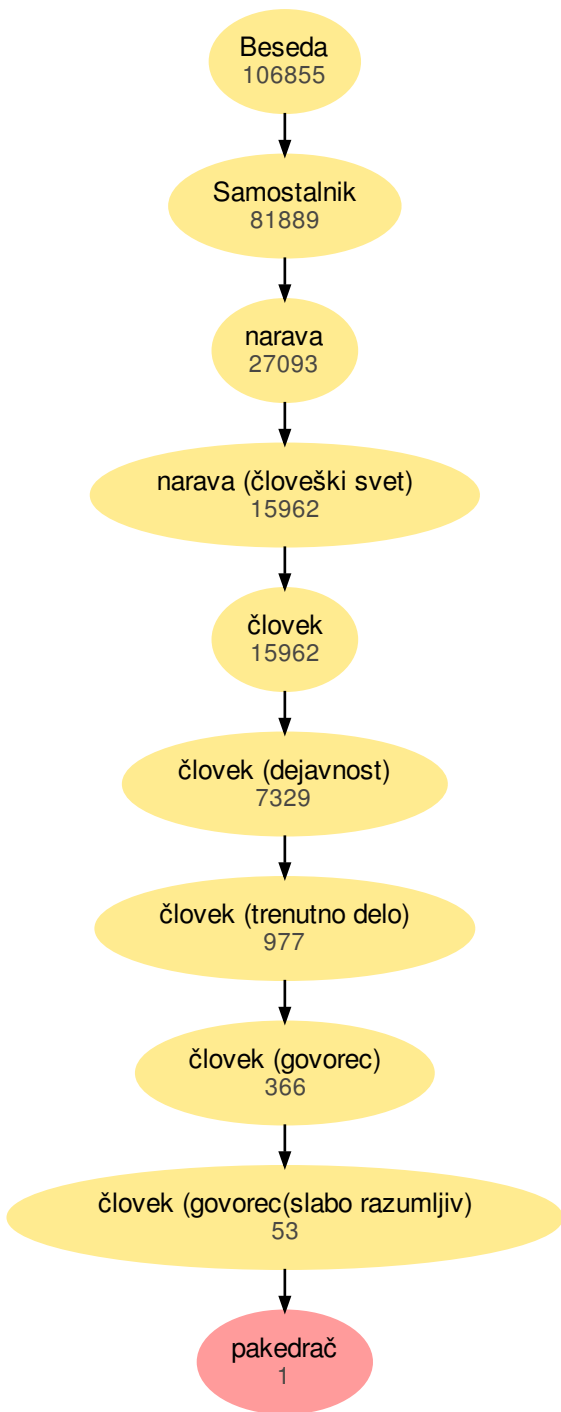 Beseda
106855
Samostalnik
81889
narava
27093
narava (človeški svet)
15962
človek
15962
človek (dejavnost)
7329
človek (trenutno delo)
977
človek (govorec)
366
človek (govorec(slabo razumljiv)
53
pakedrač
1